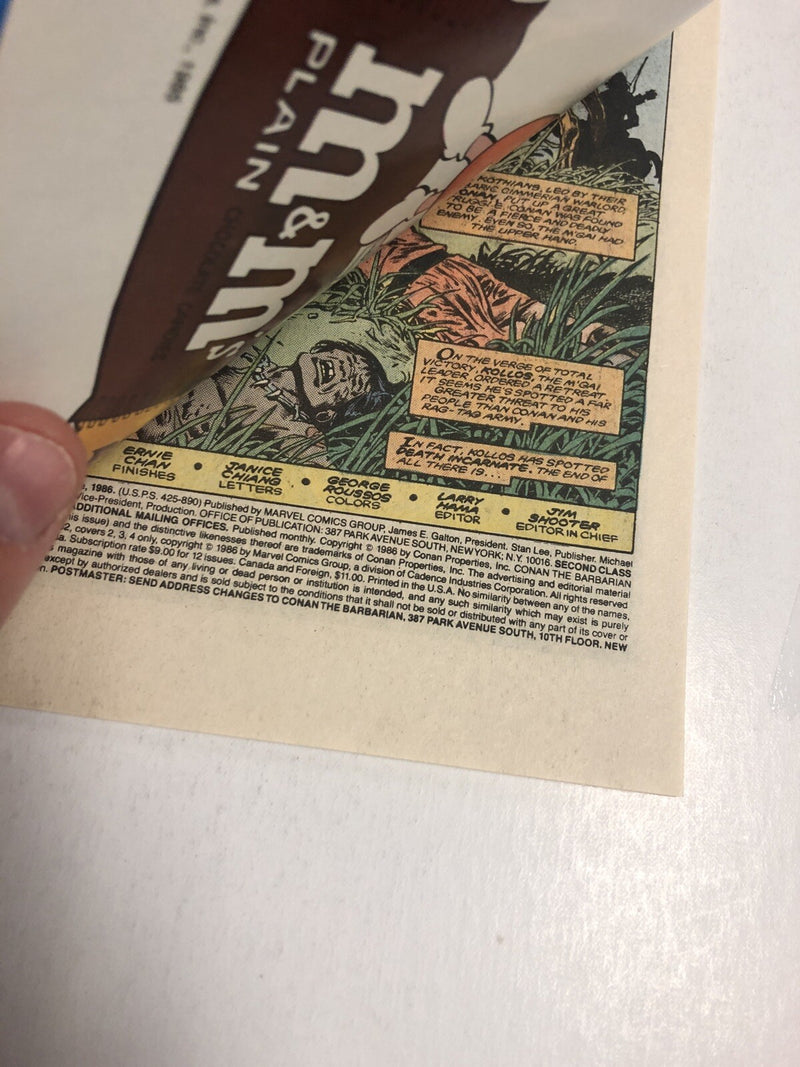 Inc., 1985
PLAIN
m&m's
CHOCOLATE CANDIES
KOTHIANS, LED BY THEIR
CIMMERIAN WARLORD,
CONAN, PUT UP A GREAT
STRUGGLE. CONAN WAS FOUND
TO BE A FIERCE AND DEADLY
ENEMY. EVEN SO, THE M'GAI HAD
THE UPPER HAND.
ON THE VERGE OF TOTAL
VICTORY, KOLLOS, THE M'GAI
LEADER, ORDERED A RETREAT.
IT SEEMS HE'S SPOTTED A FAR
GREATER THREAT TO HIS
PEOPLE THAN CONAN AND HIS
RAG-TAG ARMY.
IN FACT, KOLLOS HAS SPOTTED
DEATH INCARNATE. THE END OF
ALL THERE IS...
ERNIE CHAN FINISHES • JANICE CHIANG LETTERS • GEORGE ROUSSOS COLORS • LARRY HAMA EDITOR • JIM SHOOTER EDITOR IN CHIEF
, 1986. (U.S.P.S. 425-890) Published by MARVEL COMICS GROUP, James E. Galton, President. Stan Lee, Publisher, Michael
Vice-President, Production. OFFICE OF PUBLICATION: 387 PARK AVENUE SOUTH, NEW YORK, N.Y. 10016. SECOND CLASS
ADDITIONAL MAILING OFFICES. Published monthly. Copyright © 1986 by Conan Properties, Inc. CONAN THE BARBARIAN
his issue) and the distinctive likenesses thereof are trademarks of Conan Properties, Inc. The advertising and editorial material
2, covers 2, 3, 4 only, copyright © 1986 by Marvel Comics Group, a division of Cadence Industries Corporation. All rights reserved
a. Subscription rate $9.00 for 12 issues. Canada and Foreign, $11.00. Printed in the U.S.A. No similarity between any of the names,
magazine with those of any living or dead person or institution is intended, and any such similarity which may exist is purely
except by authorized dealers and is sold subject to the conditions that it shall not be sold or distributed with any part of its cover or
n. POSTMASTER: SEND ADDRESS CHANGES TO CONAN THE BARBARIAN, 387 PARK AVENUE SOUTH, 10TH FLOOR, NEW